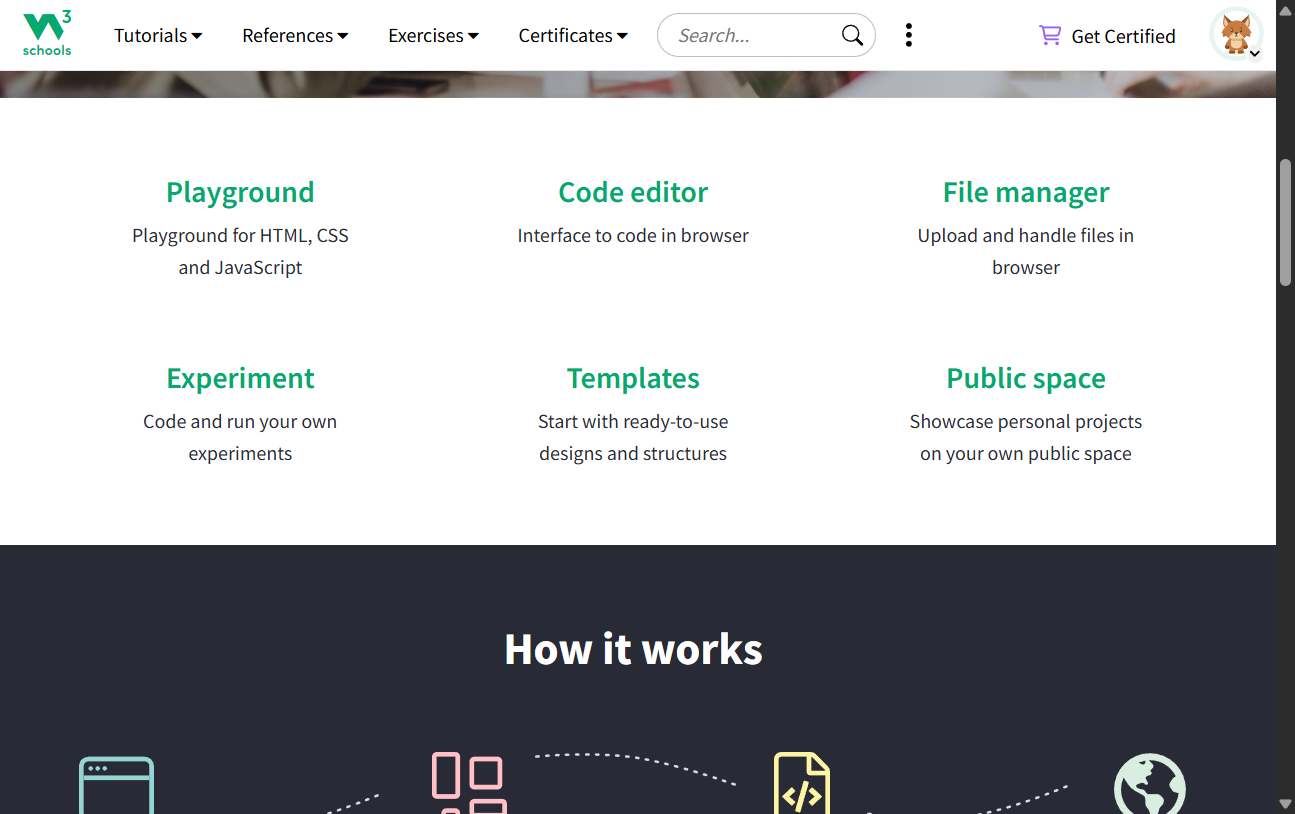 W3
schools
Tutorials
References
Exercises
Certificates
Search...
Get Certified
Playground
Playground for HTML, CSS
and JavaScript
Code editor
Interface to code in browser
File manager
Upload and handle files in
browser
Experiment
Code and run your own
experiments
Templates
Start with ready-to-use
designs and structures
Public space
Showcase personal projects
on your own public space
How it works